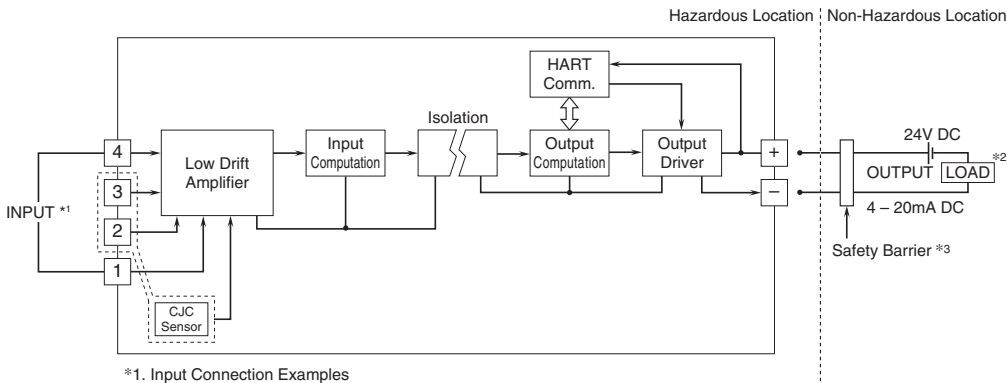 Hazardous Location
Non-Hazardous Location
HART
Comm.
Isolation
24V DC
4
Low Drift
Amplifier
Input
Computation
Output
Computation
Output
Driver
+
OUTPUT
LOAD
*2
3
−
INPUT *1
4 – 20mA DC
2
1
Safety Barrier *3
CJC
Sensor
*1. Input Connection Examples